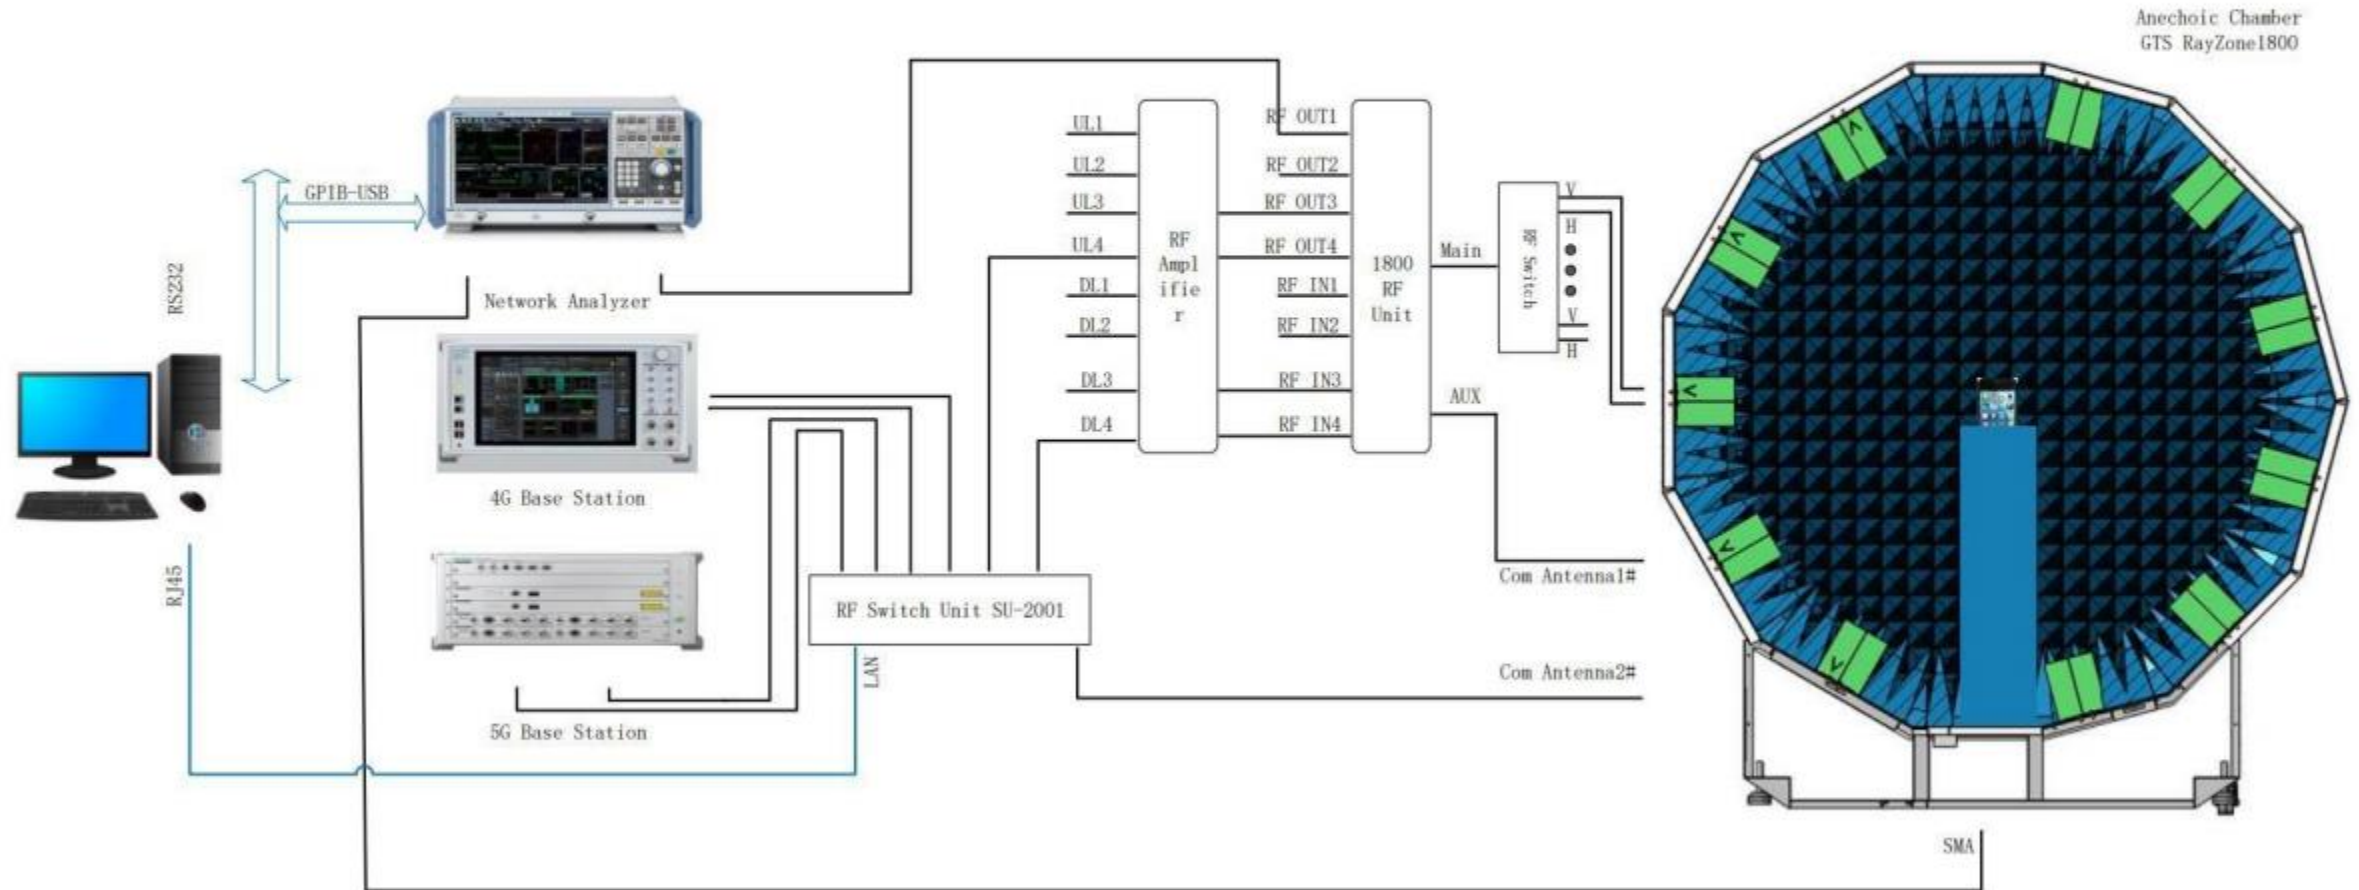 Anechoic Chamber
GTS RayZone1800
GPIB-USB
RS232
RJ45
Network Analyzer
4G Base Station
5G Base Station
LAN
RF Switch Unit SU-2001
UL1
UL2
UL3
UL4
DL1
DL2
DL3
DL4
RF
Ampl
ifie
r
RF OUT1
RF OUT2
RF OUT3
RF OUT4
RF IN1
RF IN2
RF IN3
RF IN4
1800
RF
Unit
Main
AUX
RF Switch
V
H
V
H
Com Antenna1#
Com Antenna2#
V
V
V
V
V
SMA